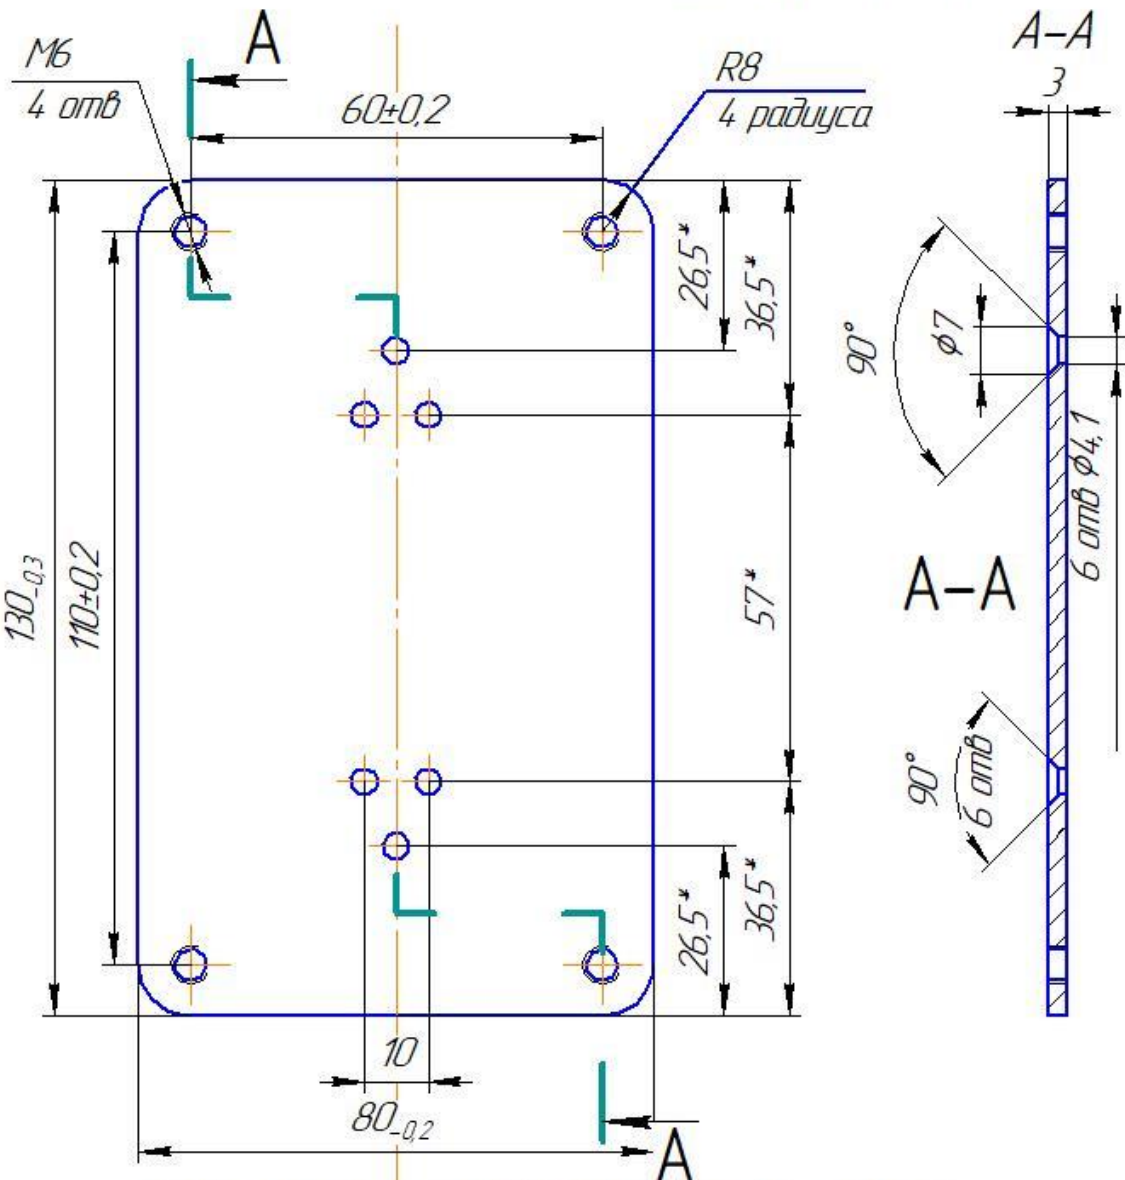 A
А-А
М6
4 отв
60±0,2
R8
4 радиуса
3
26,5*
36,5*
90°
φ7
6 отв φ4,1
130-0,3
110±0,2
57*
А-А
90°
6 отв
26,5*
36,5*
10
80-0,2
А